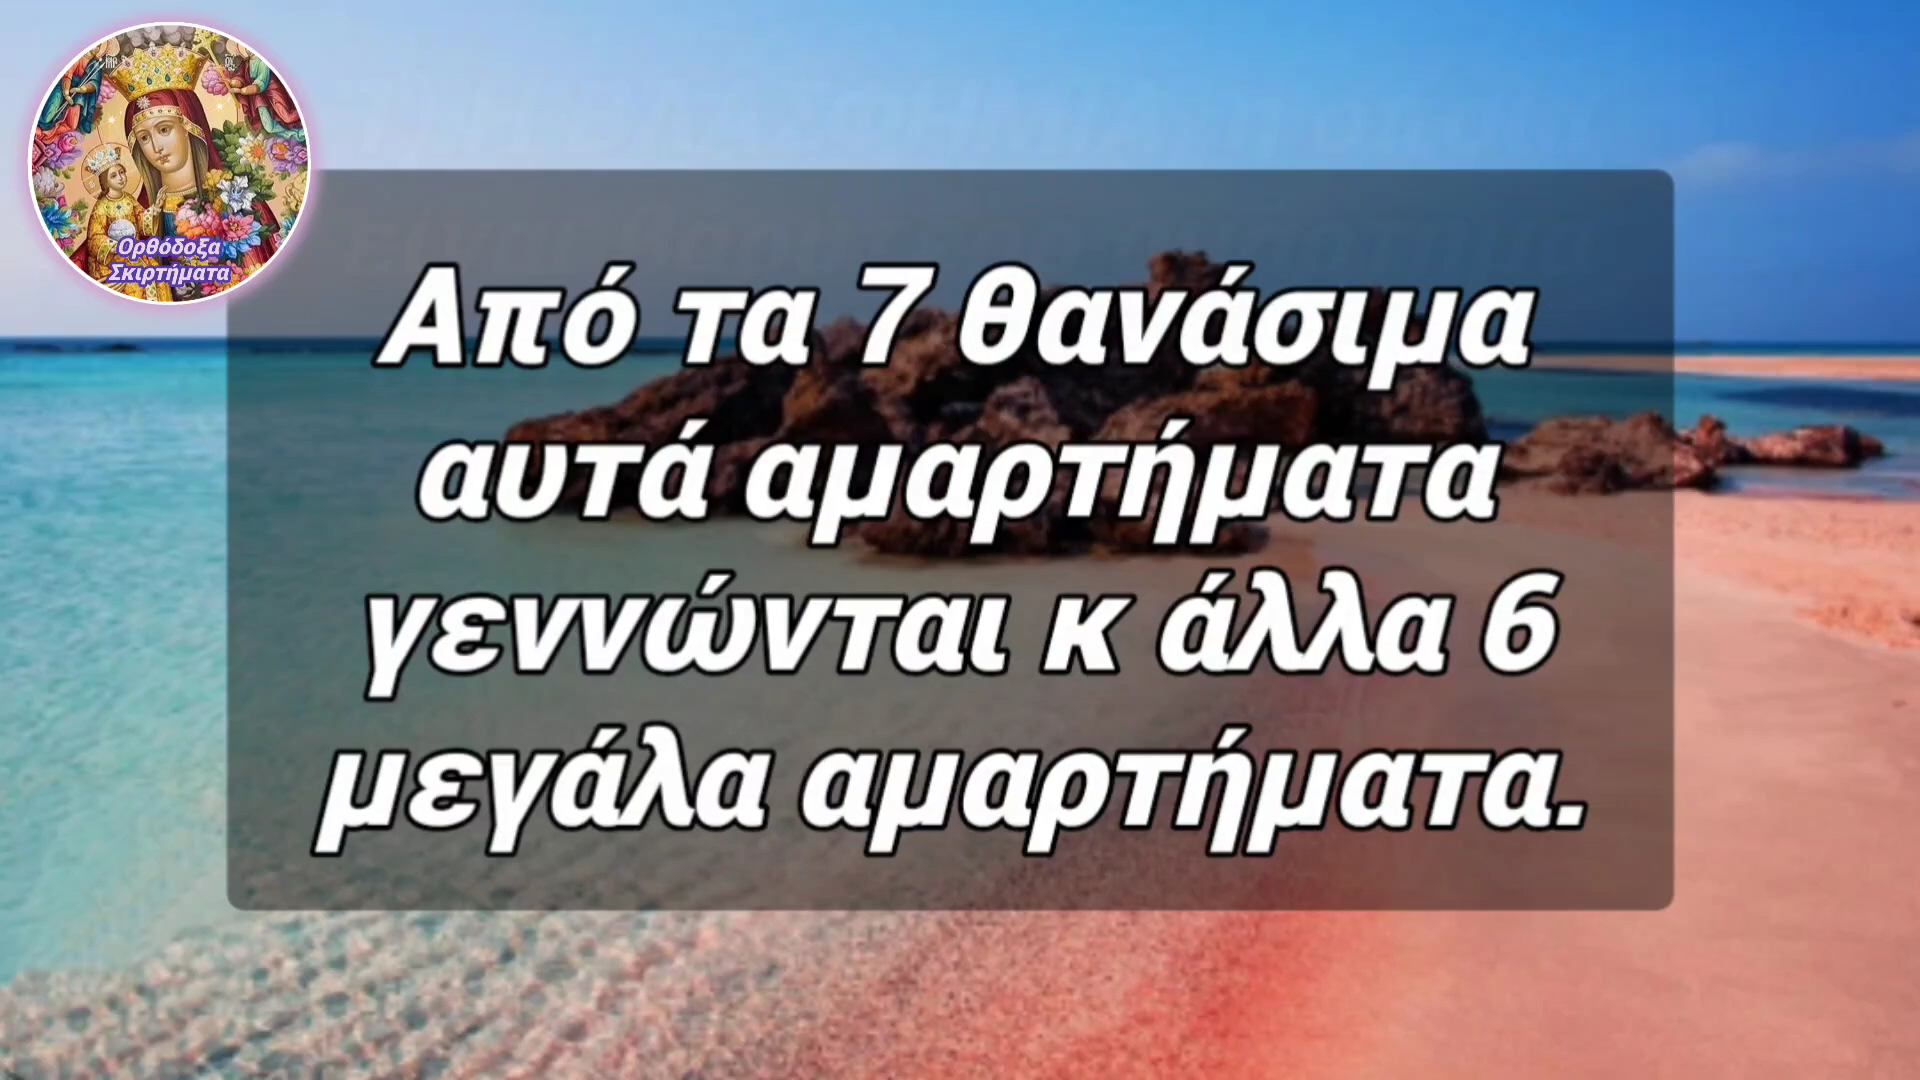 Ορθόδοξα
Σκιρτήματα
Από τα 7 θανάσιμα
αυτά αμαρτήματα
γεννώνται κ άλλα 6
μεγάλα αμαρτήματα.